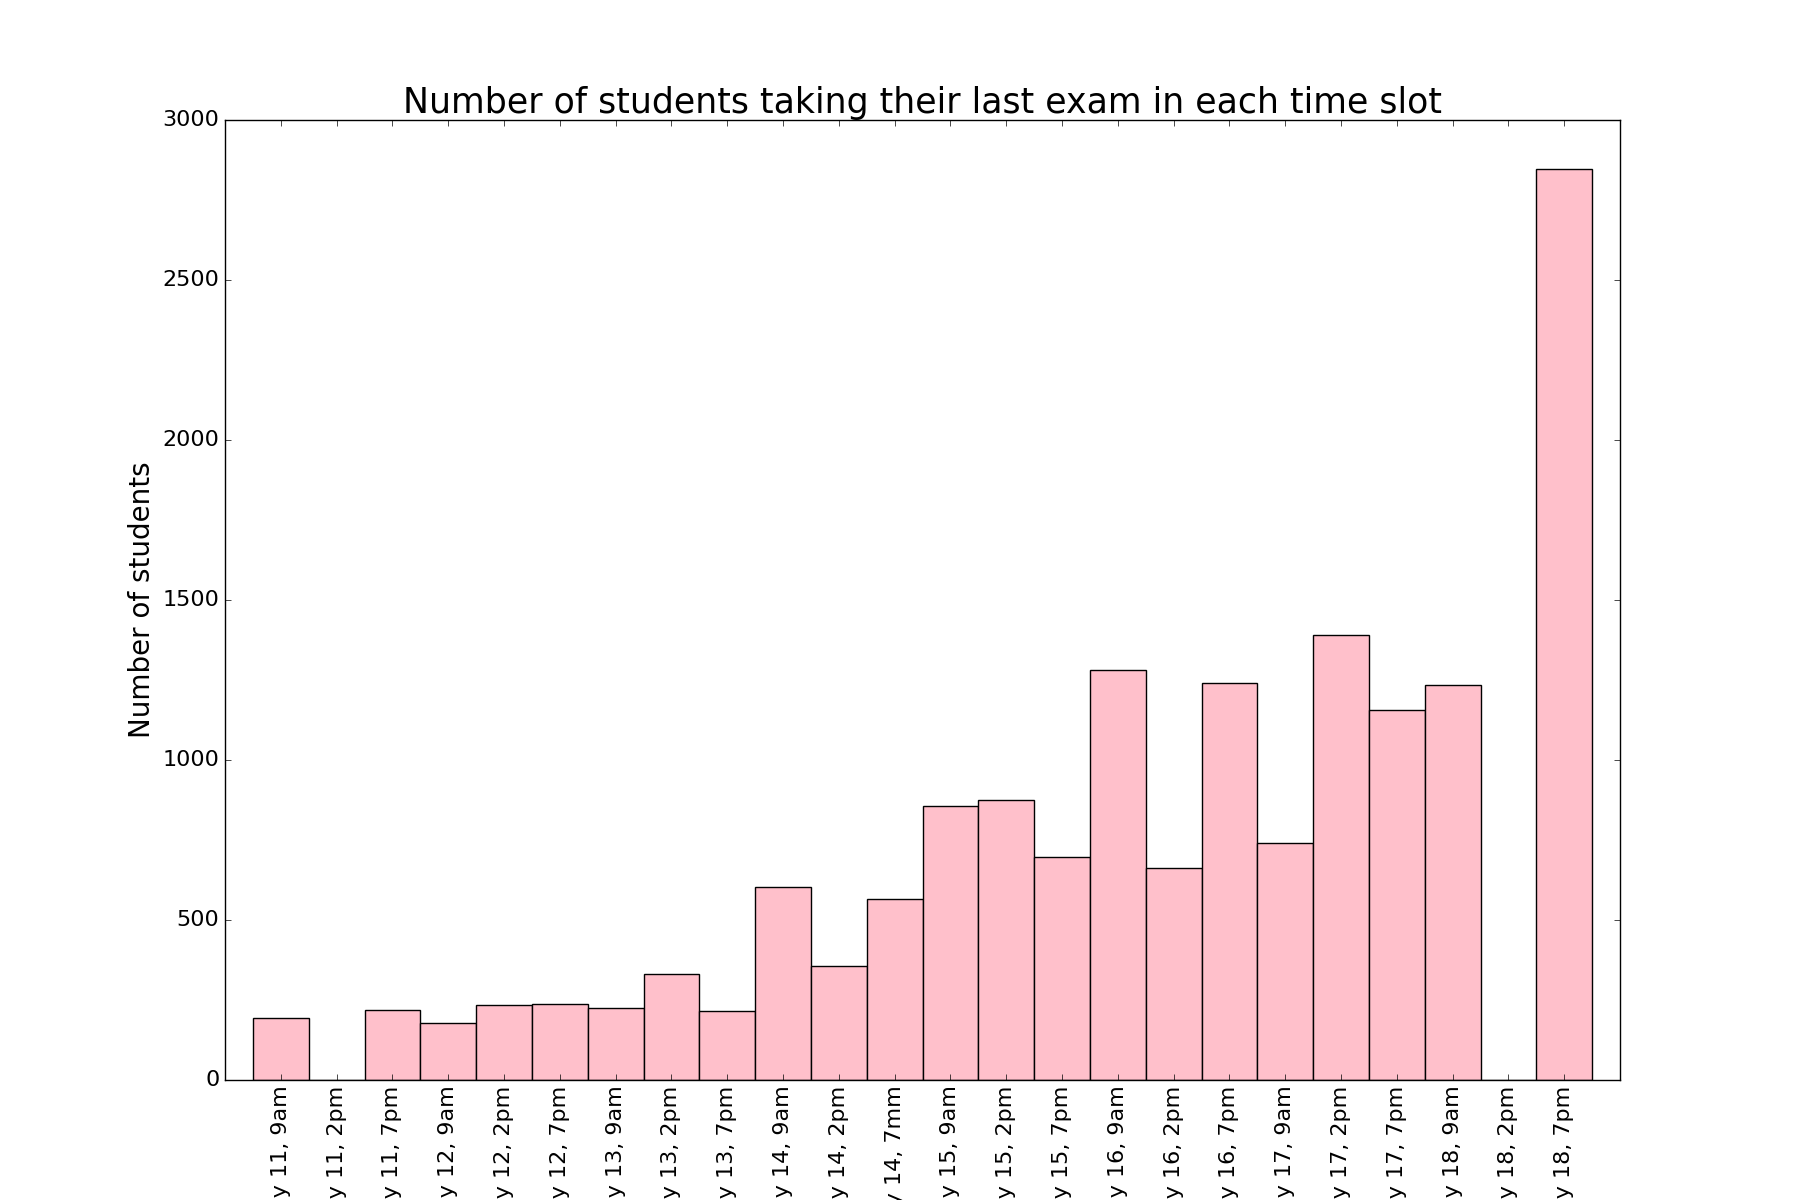 Number of students taking their last exam in each time slot
Number of students
3000
2500
2000
1500
1000
500
0
y 11, 9am
y 11, 2pm
y 11, 7pm
y 12, 9am
y 12, 2pm
y 12, 7pm
y 13, 9am
y 13, 2pm
y 13, 7pm
y 14, 9am
y 14, 2pm
y 14, 7mm
y 15, 9am
y 15, 2pm
y 15, 7pm
y 16, 9am
y 16, 2pm
y 16, 7pm
y 17, 9am
y 17, 2pm
y 17, 7pm
y 18, 9am
y 18, 2pm
y 18, 7pm